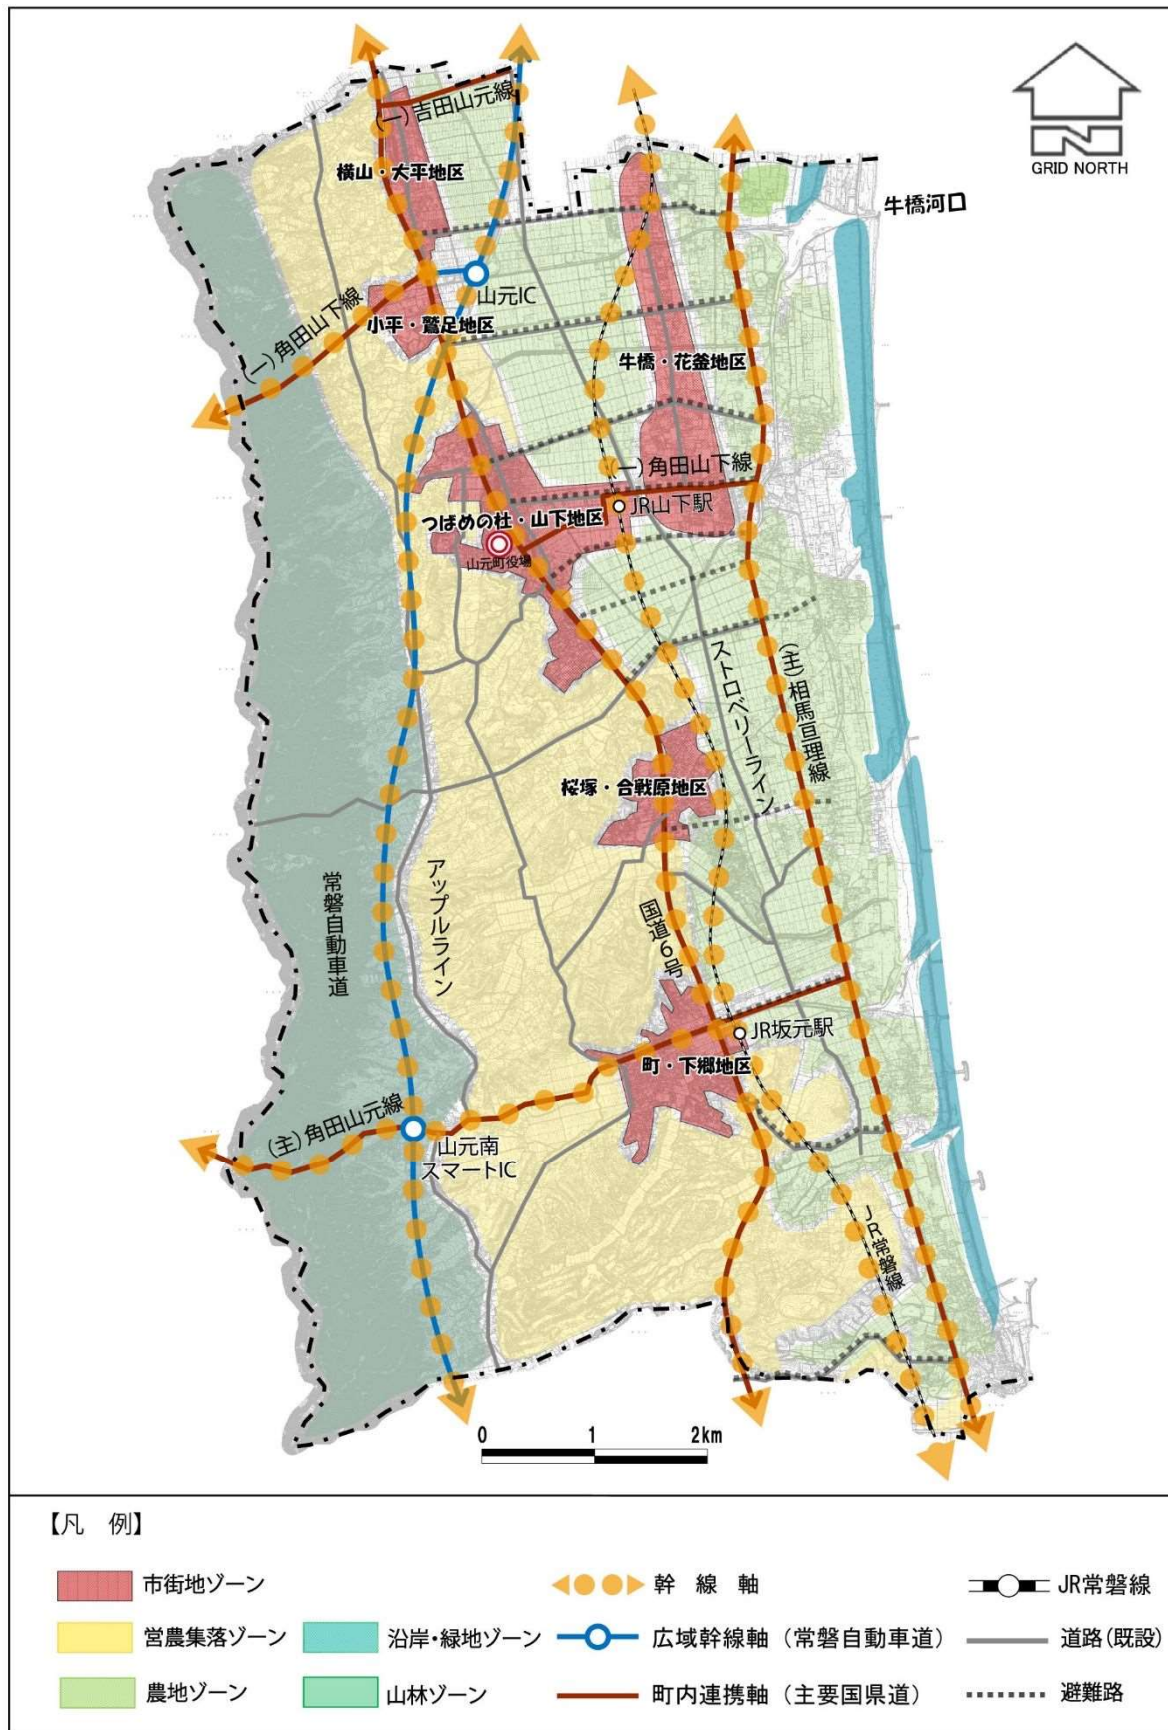 GRID NORTH
(一)吉田山元線
横山・大平地区
牛橋河口
山元IC
小平・鷲足地区
(一)角田山下線
牛橋・花釜地区
(一)角田山下線
JR山下駅
つばめの杜・山下地区
山元町役場
ストロベリーライン
(主)相馬亘理線
桜塚・合戦原地区
常磐自動車道
アップルライン
国道6号
JR坂元駅
町・下郷地区
(主)角田山元線
山元南
スマートIC
JR常磐線
0 1 2km
【凡 例】
市街地ゾーン
幹 線 軸
JR常磐線
営農集落ゾーン
沿岸・緑地ゾーン
広域幹線軸（常磐自動車道）
道路(既設)
農地ゾーン
山林ゾーン
町内連携軸（主要国県道）
避難路